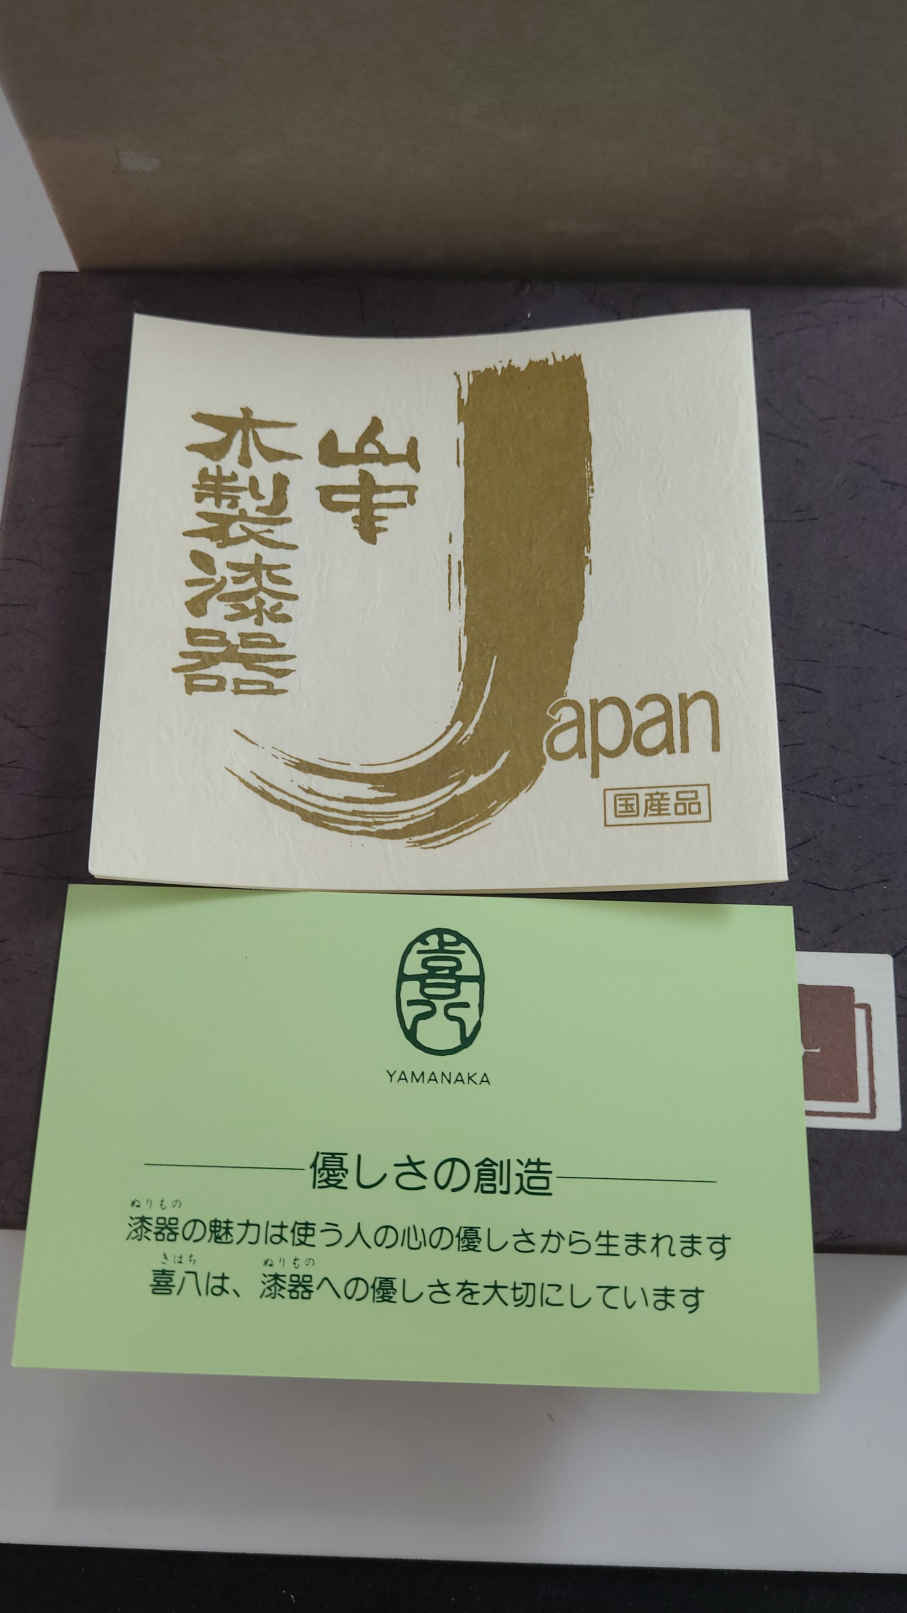 山中
木製漆器
Japan
国産品
喜八
YAMANAKA
優しさの創造
ぬりもの
漆器の魅力は使う人の心の優しさから生まれます
きはち ぬりもの
喜八は、漆器への優しさを大切にしています